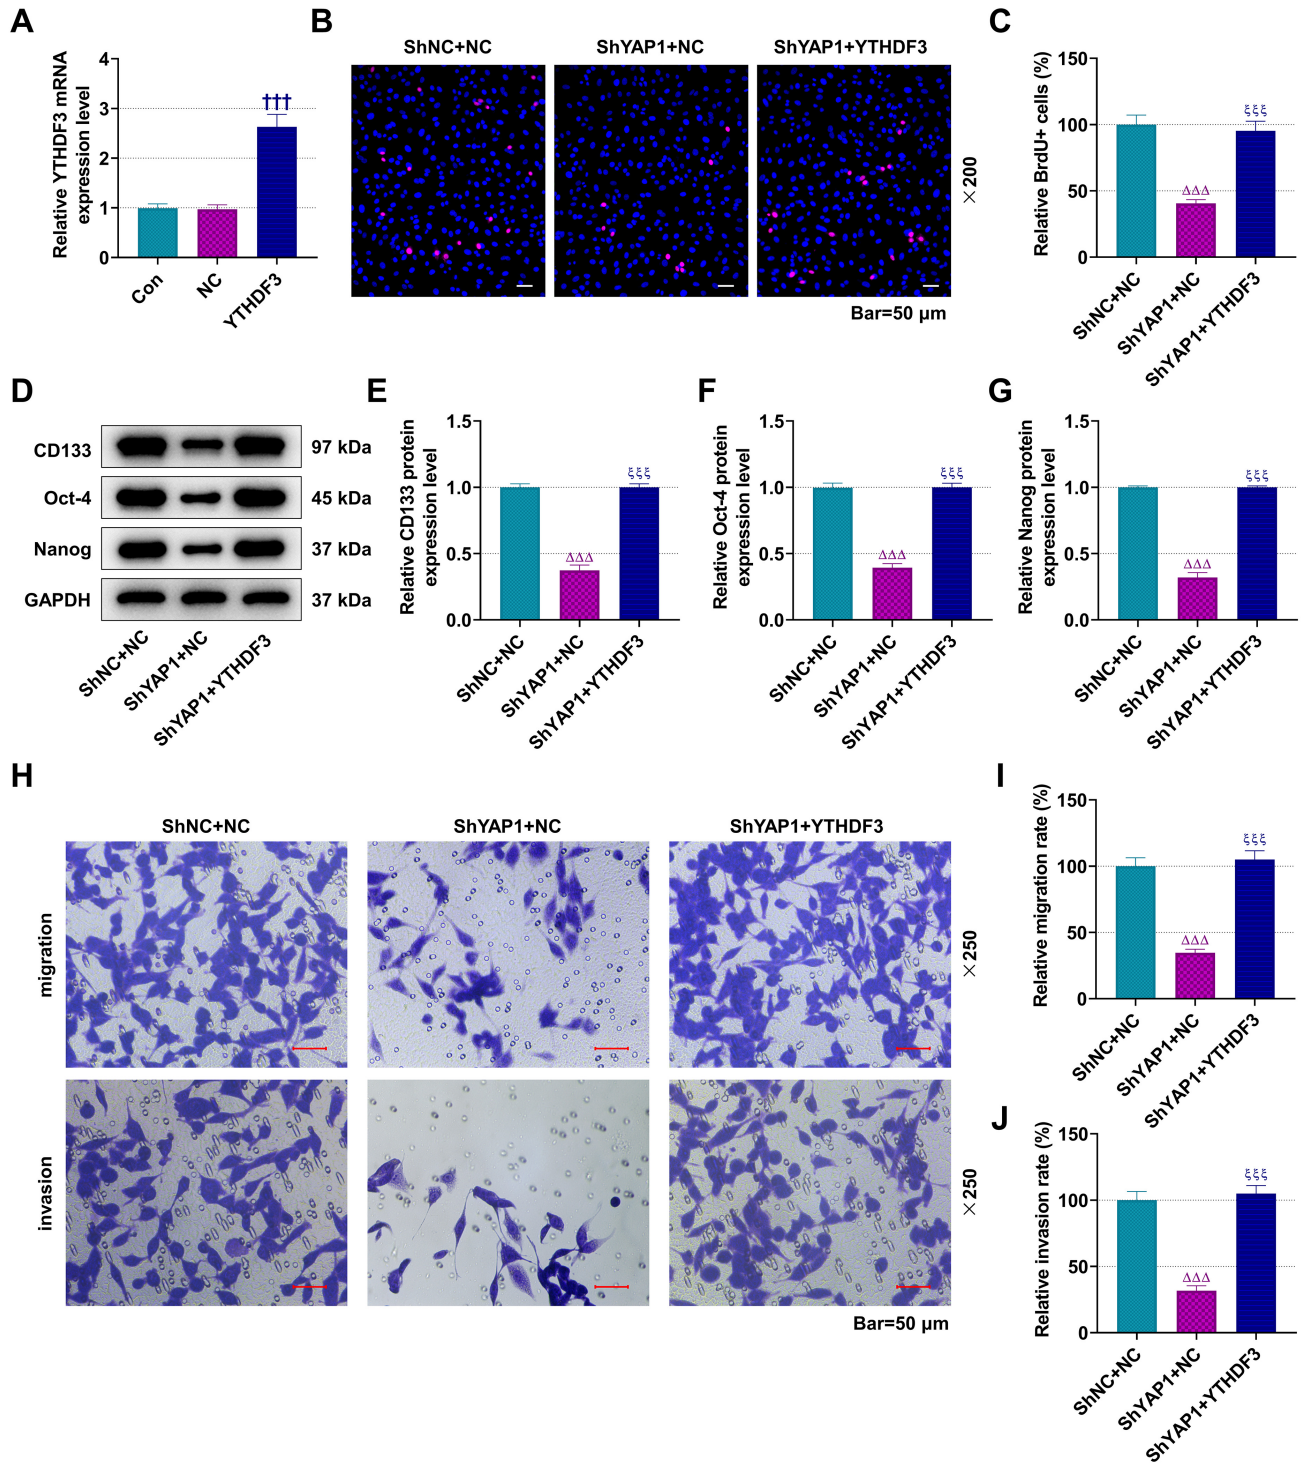 A
Relative YTHDF3 mRNA
expression level
4
3
2
1
0
†††
Con
NC
YTHDF3
B
ShNC+NC
ShYAP1+NC
ShYAP1+YTHDF3
×200
Bar=50 μm
C
Relative BrdU+ cells (%)
150
100
50
0
ΔΔΔ
ξξξ
ShNC+NC
ShYAP1+NC
ShYAP1+YTHDF3
D
CD133
97 kDa
Oct-4
45 kDa
Nanog
37 kDa
GAPDH
37 kDa
ShNC+NC
ShYAP1+NC
ShYAP1+YTHDF3
E
Relative CD133 protein
expression level
1.5
1.0
0.5
0.0
ΔΔΔ
ξξξ
ShNC+NC
ShYAP1+NC
ShYAP1+YTHDF3
F
Relative Oct-4 protein
expression level
1.5
1.0
0.5
0.0
ΔΔΔ
ξξξ
ShNC+NC
ShYAP1+NC
ShYAP1+YTHDF3
G
Relative Nanog protein
expression level
1.5
1.0
0.5
0.0
ΔΔΔ
ξξξ
ShNC+NC
ShYAP1+NC
ShYAP1+YTHDF3
H
ShNC+NC
ShYAP1+NC
ShYAP1+YTHDF3
migration
×250
invasion
×250
Bar=50 μm
I
Relative migration rate (%)
150
100
50
0
ΔΔΔ
ξξξ
ShNC+NC
ShYAP1+NC
ShYAP1+YTHDF3
J
Relative invasion rate (%)
150
100
50
0
ΔΔΔ
ξξξ
ShNC+NC
ShYAP1+NC
ShYAP1+YTHDF3